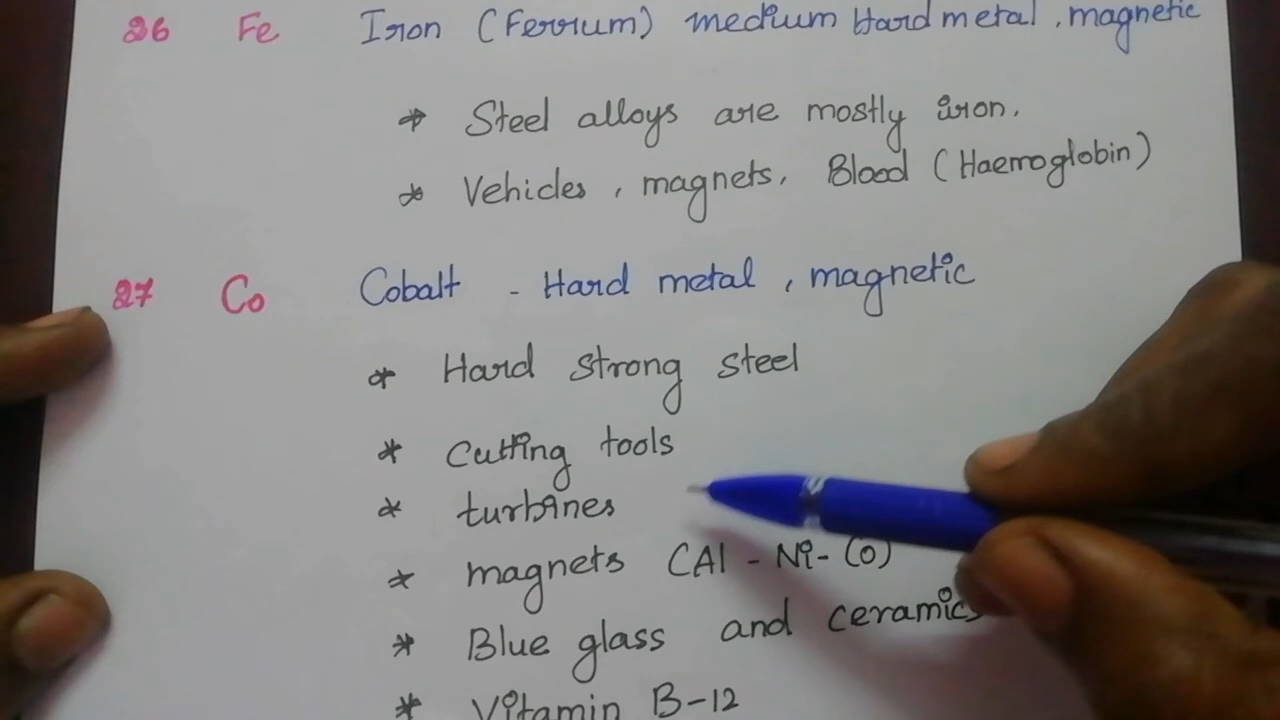 26 Fe Iron (Ferrum) medium Hard metal, magnetic
* Steel alloys are mostly iron.
* Vehicles, magnets, Blood (Haemoglobin)
27 Co Cobalt - Hard metal, magnetic
* Hard strong steel
* Cutting tools
* turbines
* magnets (Al - Ni - Co)
* Blue glass and ceramics
* Vitamin B-12